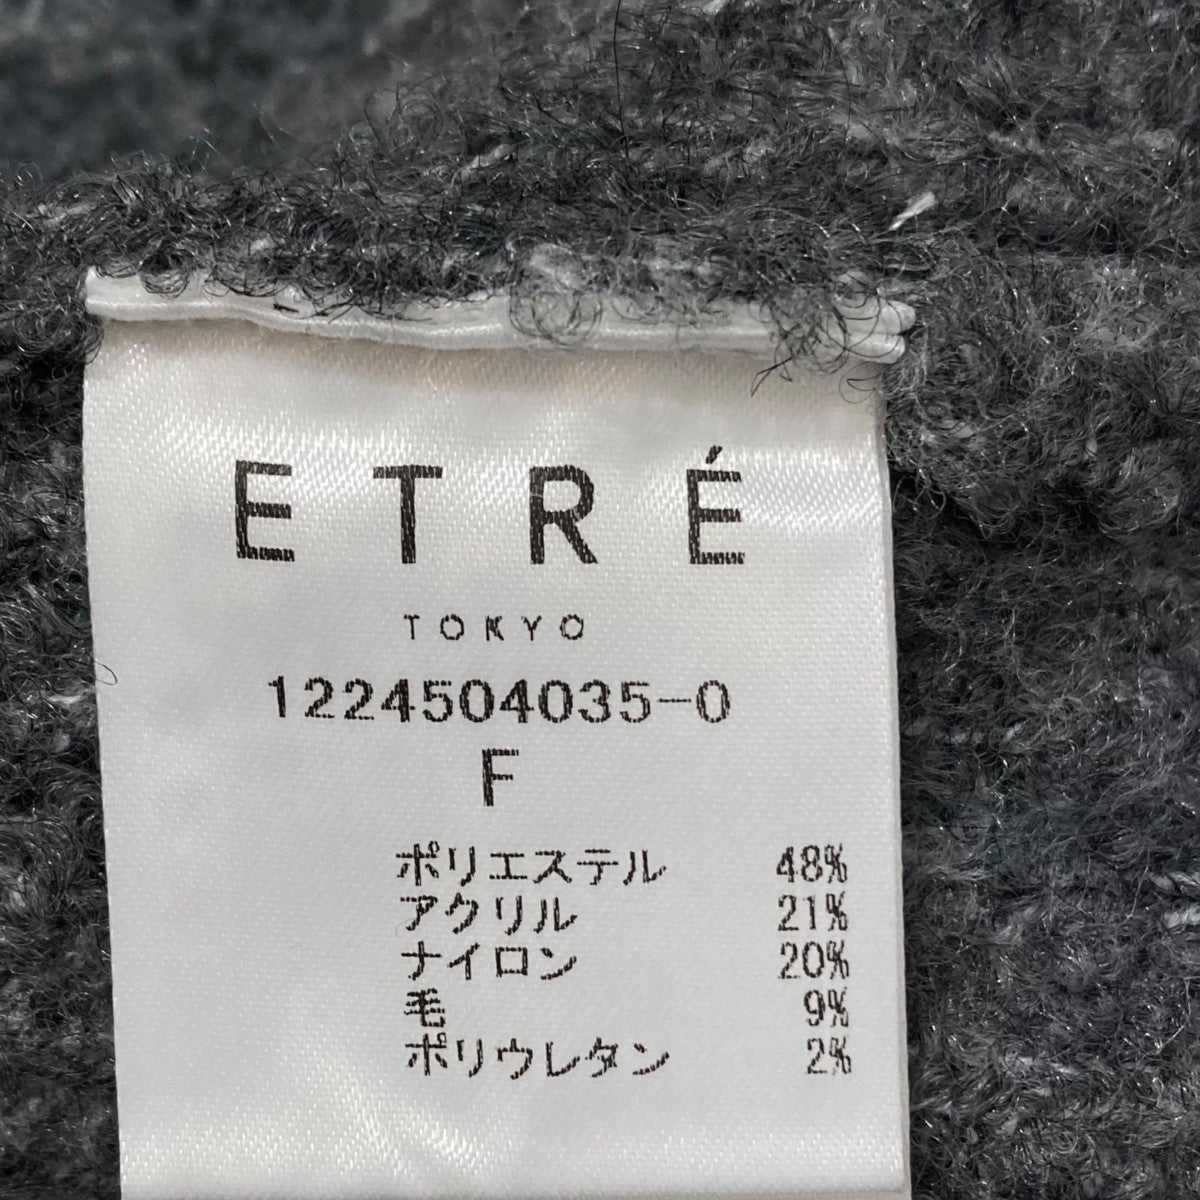 ETRÉ
TOKYO
1224504035-0
F
ポリエステル 48%
アクリル 21%
ナイロン 20%
毛 9%
ポリウレタン 2%